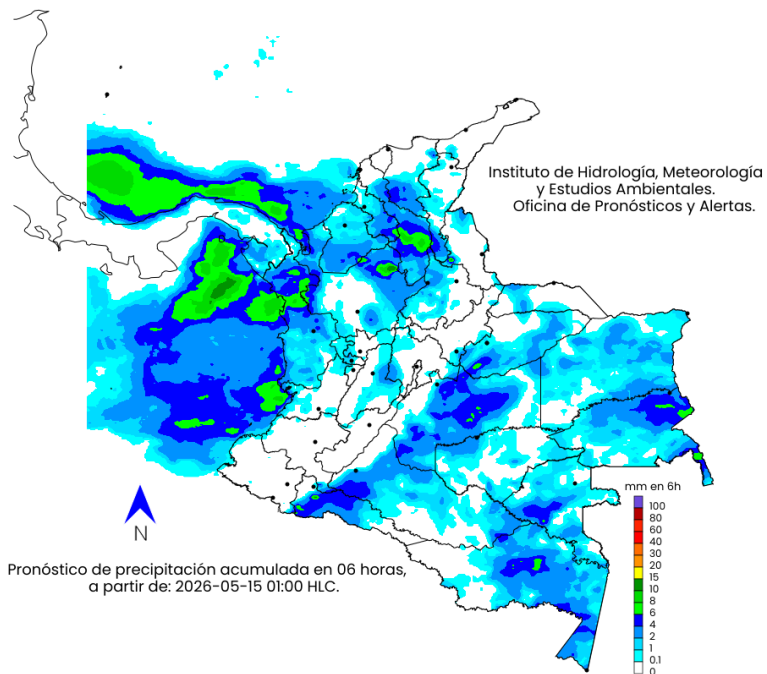 Instituto de Hidrología, Meteorología
y Estudios Ambientales.
Oficina de Pronósticos y Alertas.
mm en 6h
100
80
60
40
30
20
15
10
8
6
4
2
1
0.1
0
N
Pronóstico de precipitación acumulada en 06 horas,
a partir de: 2026-05-15 01:00 HLC.